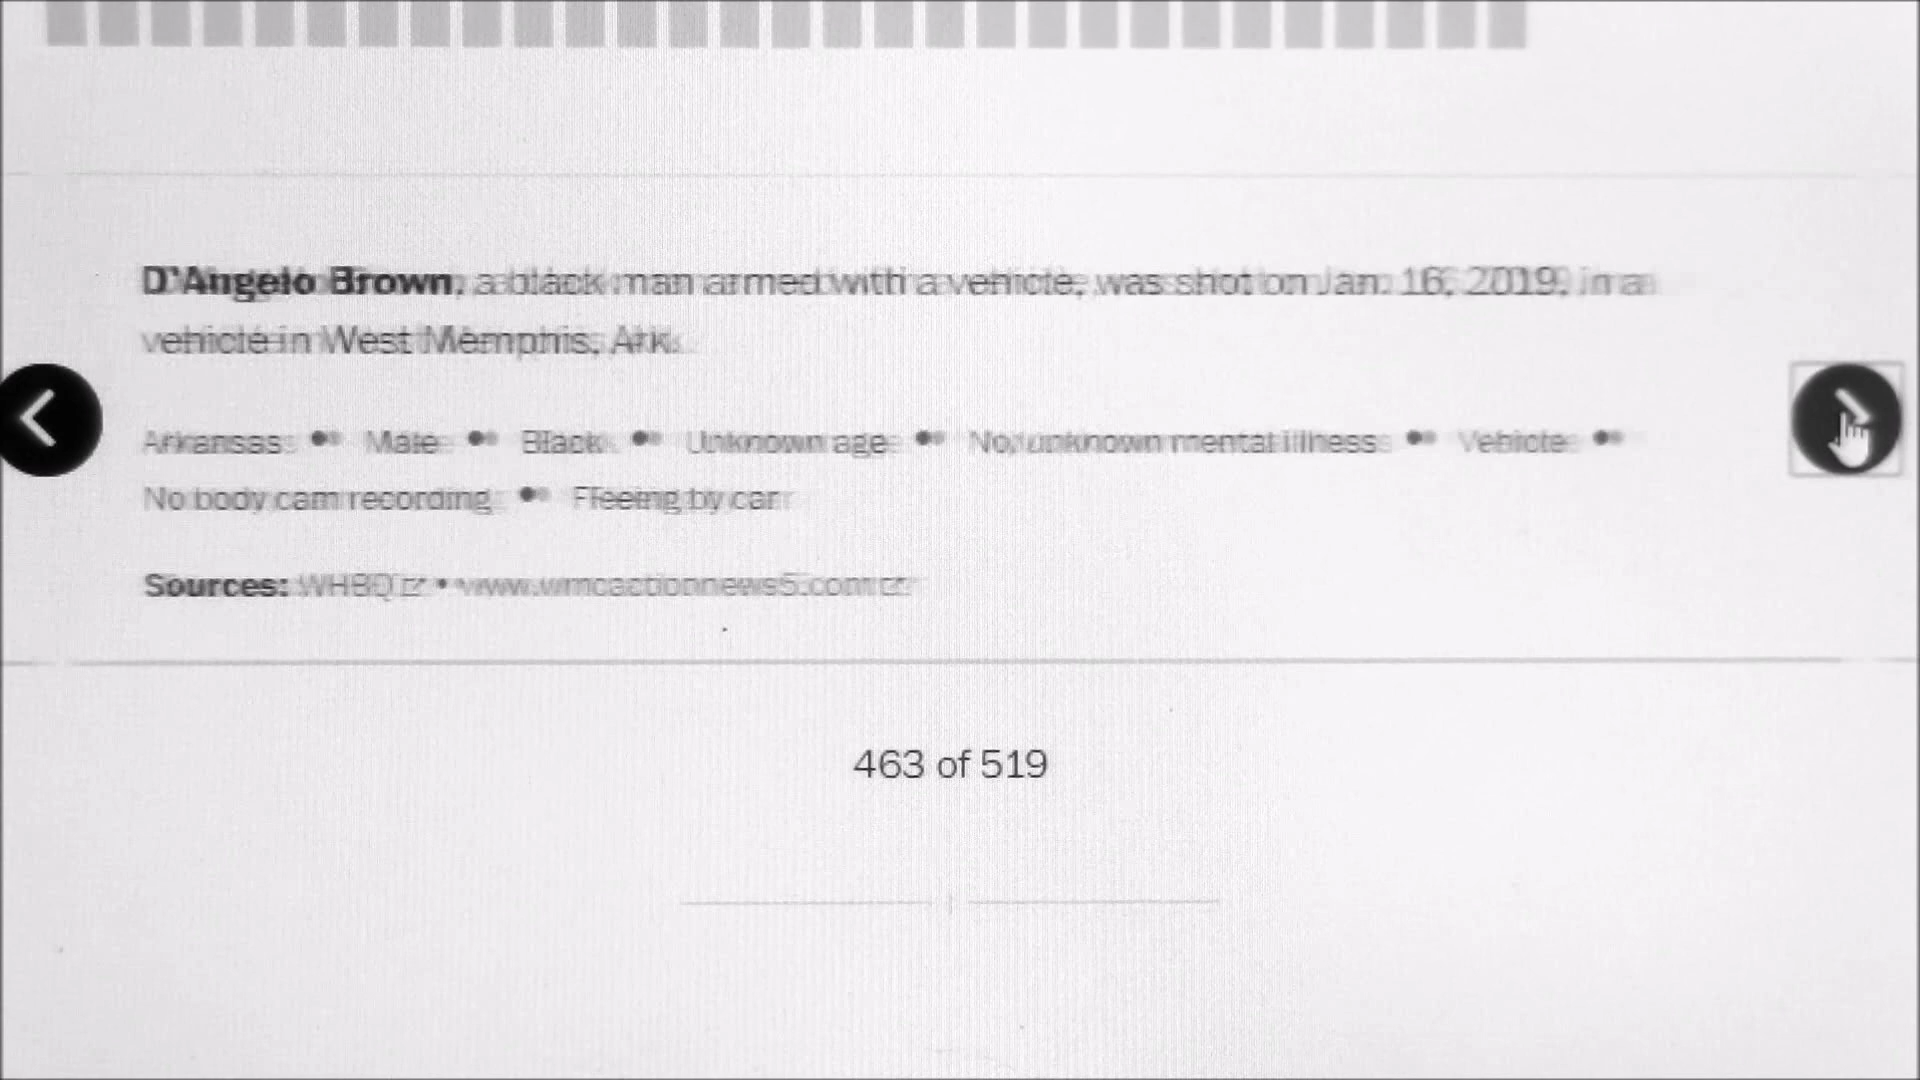 D'Angelo Brown, a black man armed with a vehicle, was shot on Jan. 16, 2019, in a
vehicle in West Memphis, Ark.
Arkansas • Male • Black • Unknown age • No/unknown mental illness • Vehicle •
No body cam recording • Fleeing by car
Sources: WHBQ • www.wmcactionnews5.com
463 of 519